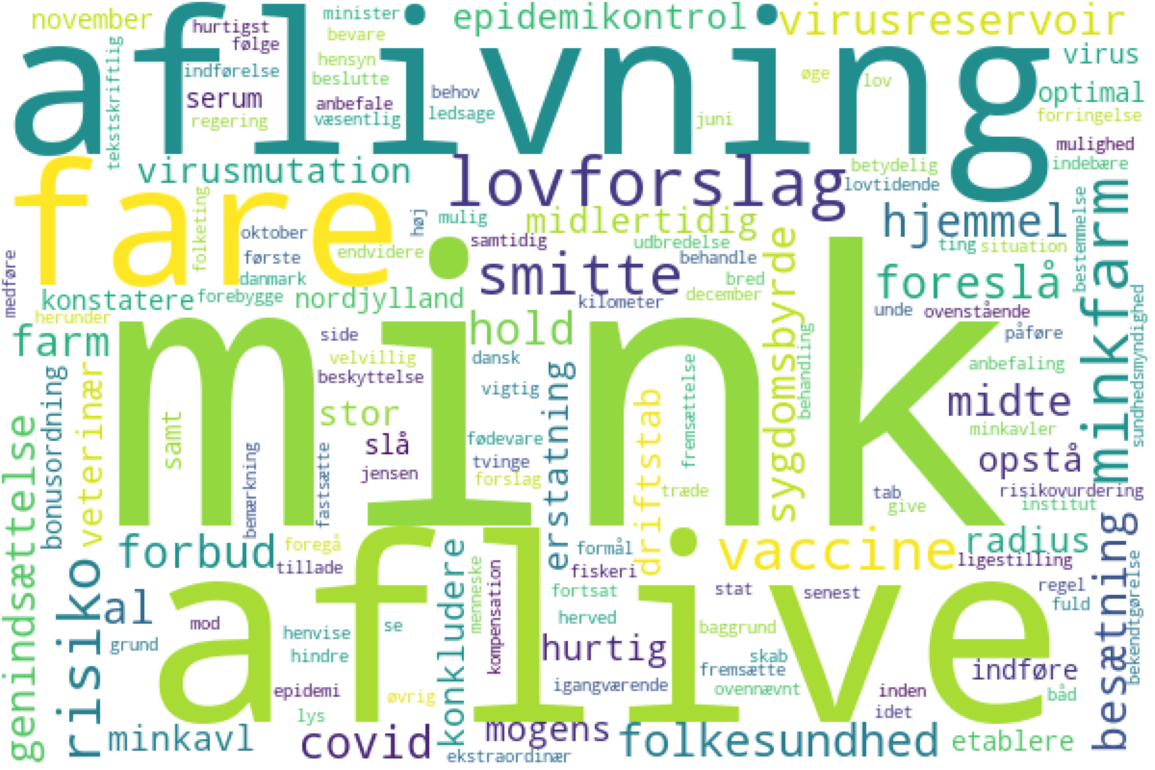 november
hurtigst
minister
epidemikontrol
virusreservoir
følge
bevare
aflivning
virus
tekstskriftlig
indførelse
hensyn
beslutte
øge
lov
serum
anbefale
behov
optimal
regering
væsentlig
ledsage
juni
forringelse
mulighed
virusmutation
lovforslag
betydelig
indebære
lovtidende
fare
folketing
oktober
høj
mulig
midlertidig
hjemmel
minkfarm
bestemmelse
første
endvidere
samtidig
udbredelse
ting
situation
medføre
danmark
smitte
behandle
sygdomsbyrde
foreslå
konstatere
forebygge
nordjylland
kilometer
bred
december
herunder
mink
unde
ovenstående
sundhedsmyndighed
farm
side
hold
påføre
velvillig
dansk
behandling
anbefaling
bonusordning
veterinær
beskyttelse
vigtig
erstatning
driftstab
fremsættelse
midte
samt
stor
minkavler
genindsættelse
slå
fødevare
opstå
bemærkning
fastsætte
jensen
tvinge
forslag
træde
tab
give
risikovurdering
institut
forbud
foregå
formål
vaccine
radius
besætning
tillade
konkludere
menneske
kompensation
fiskeri
ligestilling
bekendtgørelse
risiko
al
aflive
fortsat
stat
senest
regel
fuld
mod
herved
grund
henvise
se
baggrund
hindre
hurtig
skab
fremsætte
indføre
epidemi
øvrig
igangværende
ovennævnt
inden
båd
lys
idet
minkavl
covid
mogens
folkesundhed
etablere
ekstraordinær